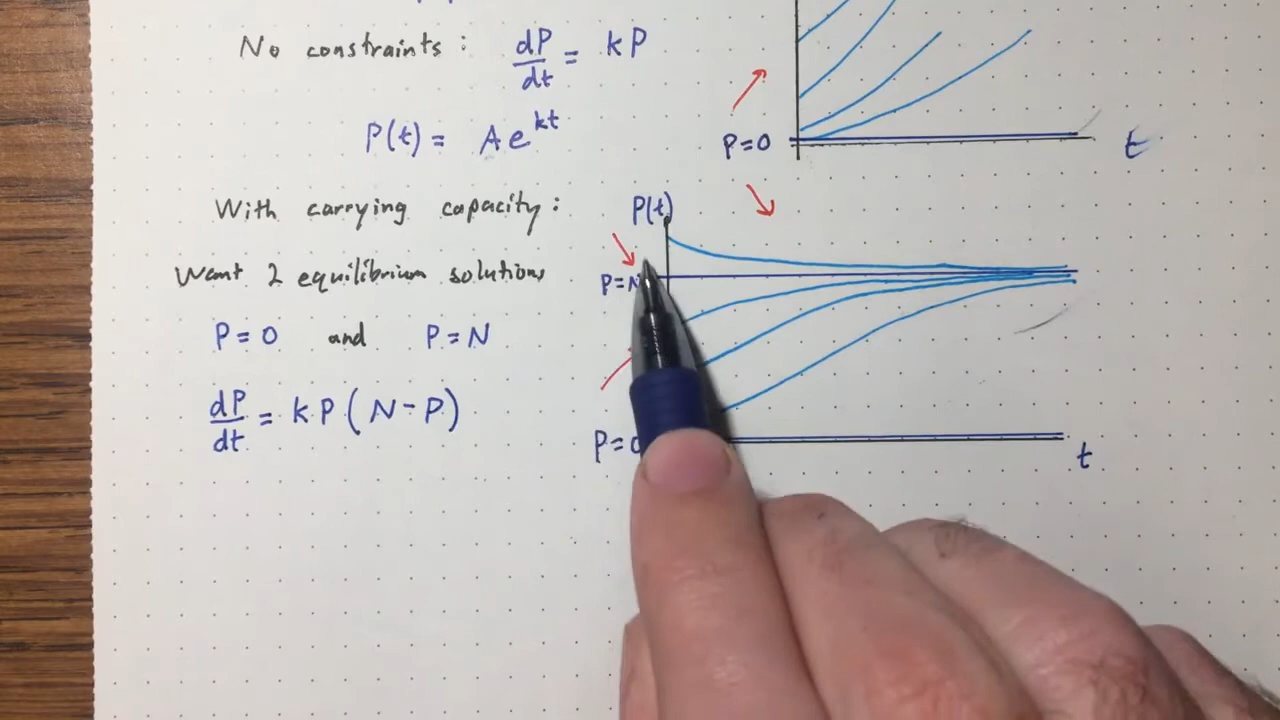 No constraints: dP/dt = kP
P(t) = Ae^kt
P=0
t
With carrying capacity:
P(t)
Want 2 equilibrium solutions
P=N
P=0 and P=N
dP/dt = kP(N-P)
P=0
t